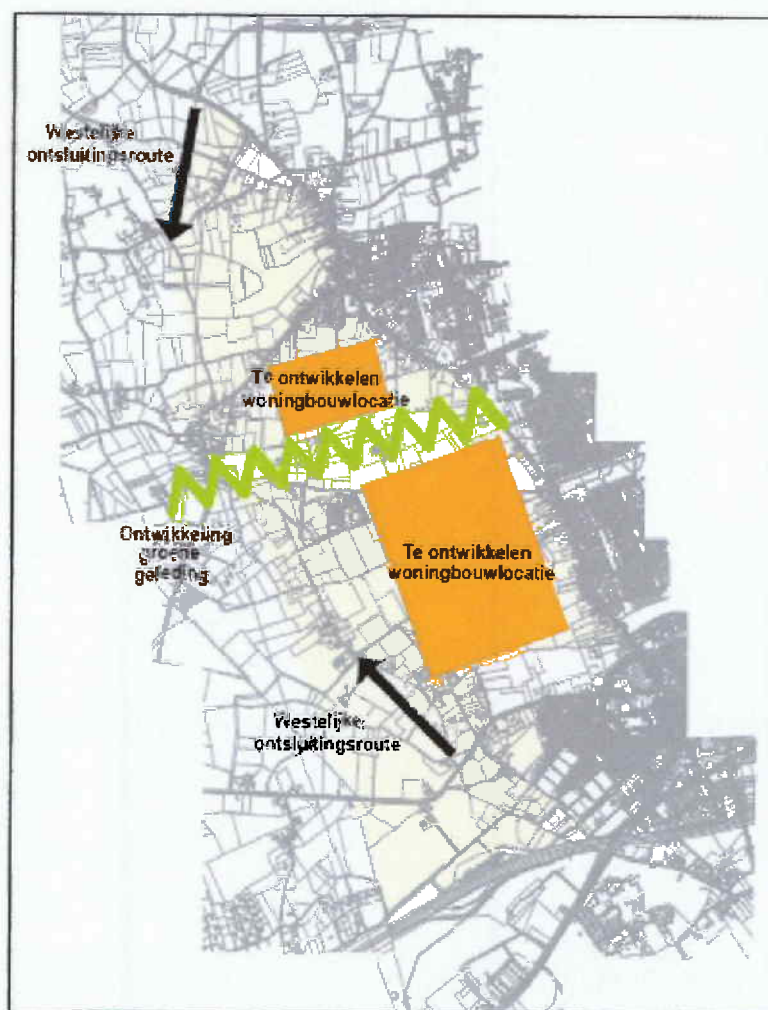 Westelijke
ontsluitingsroute
Te ontwikkelen
woningbouwlocatie
Ontwikkeling
groene
geleding
Te ontwikkelen
woningbouwlocatie
Westelijke
ontsluitingsroute